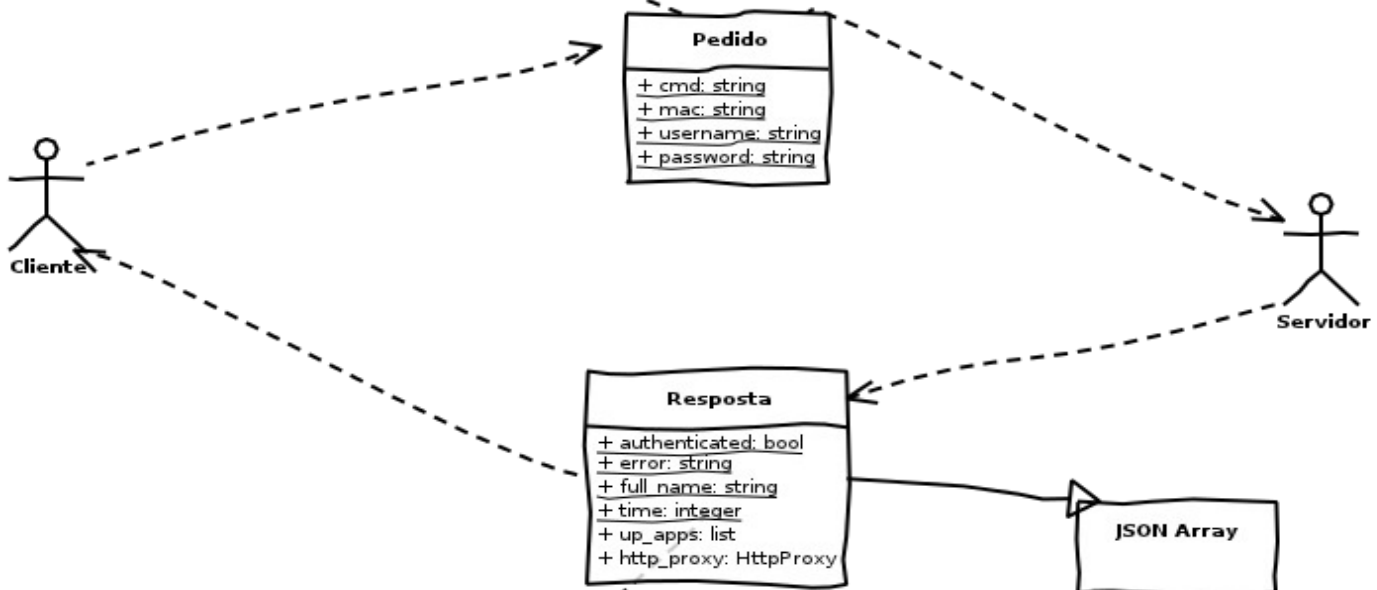 Pedido
+ cmd: string
+ mac: string
+ username: string
+ password: string
Cliente
Servidor
Resposta
+ authenticated: bool
+ error: string
+ full_name: string
+ time: integer
+ up_apps: list
+ http_proxy: HttpProxy
JSON Array